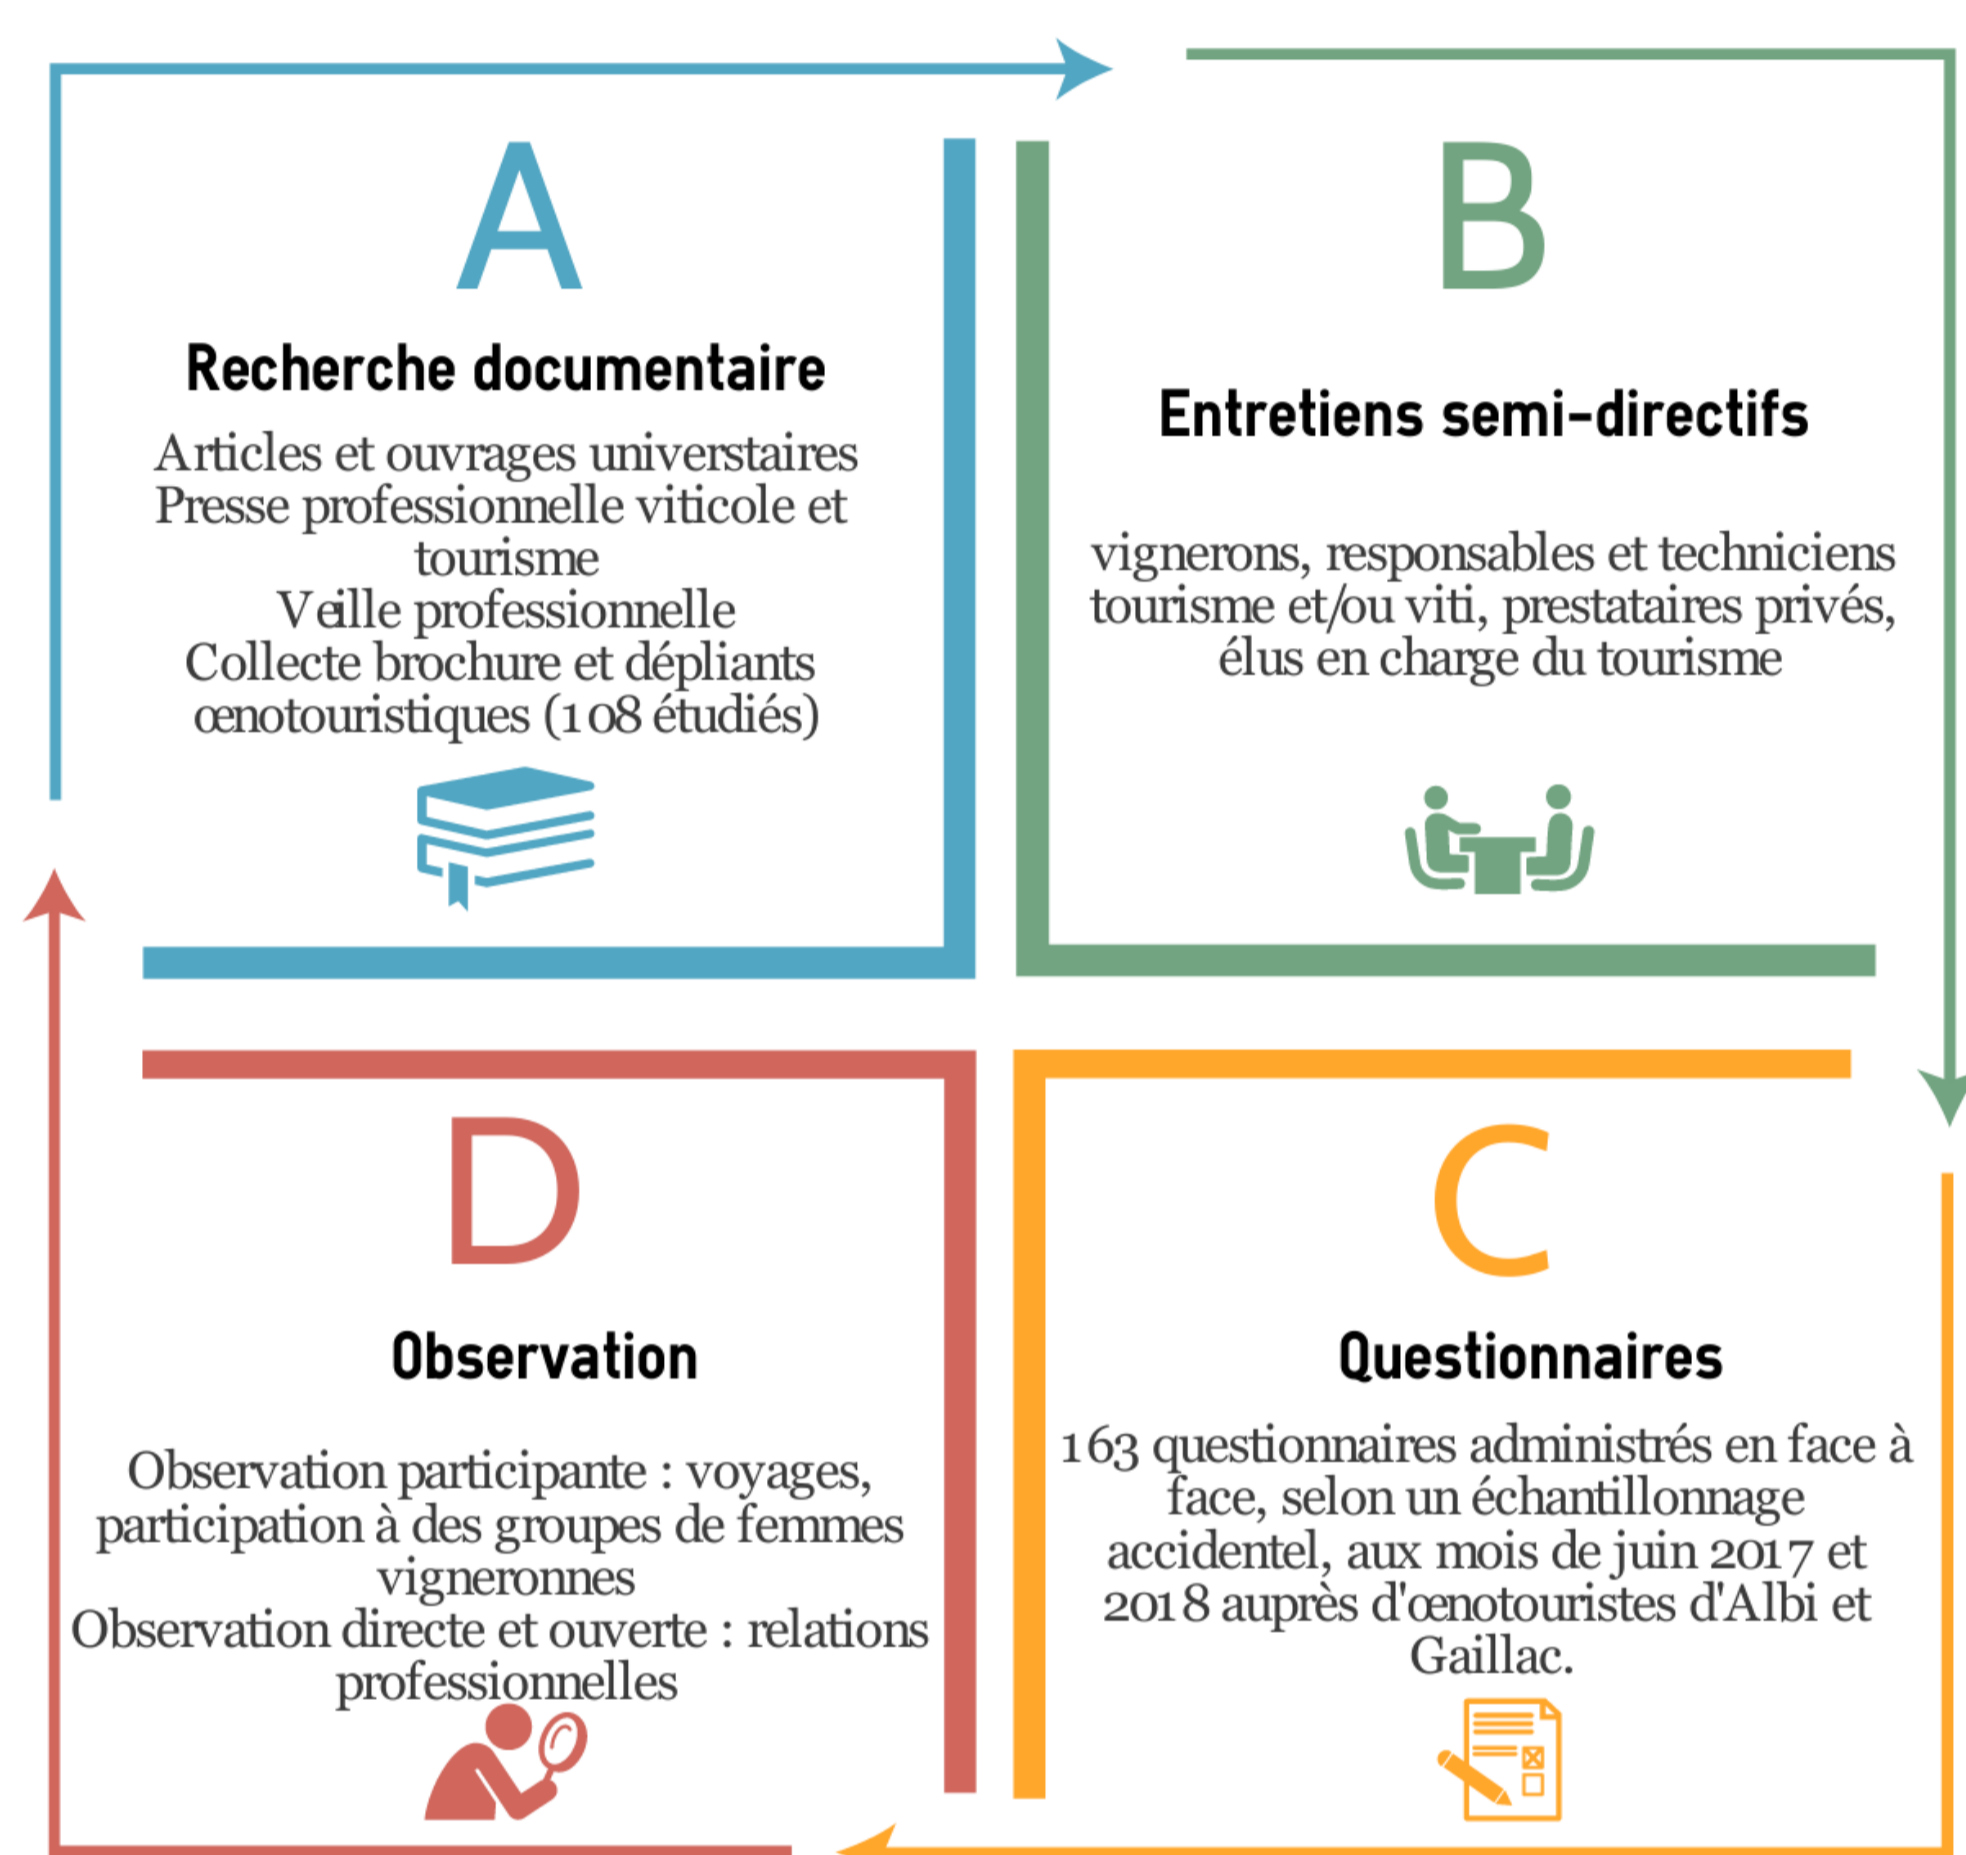 A
Recherche documentaire
Articles et ouvrages universtaires
Presse professionnelle viticole et
tourisme
Veille professionnelle
Collecte brochure et dépliants
œnotouristiques (108 étudiés)
B
Entretiens semi-directifs
vignerons, responsables et techniciens
tourisme et/ou viti, prestataires privés,
élus en charge du tourisme
C
Questionnaires
163 questionnaires administrés en face à
face, selon un échantillonnage
accidentel, aux mois de juin 2017 et
2018 auprès d'œnotouristes d'Albi et
Gaillac.
D
Observation
Observation participante : voyages,
participation à des groupes de femmes
vigneronnes
Observation directe et ouverte : relations
professionnelles